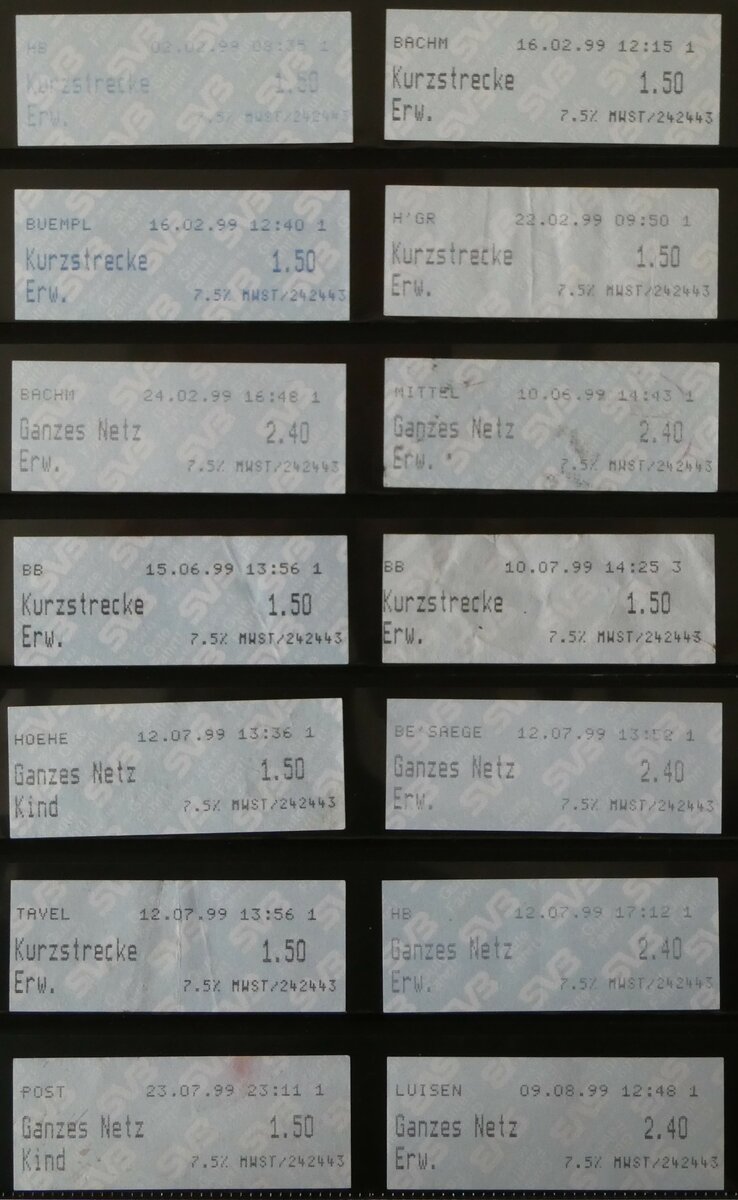 HB 02.02.99 08:35 1
Kurzstrecke 1.50
Erw. 7.5% MWST/242443
BACHM 16.02.99 12:15 1
Kurzstrecke 1.50
Erw. 7.5% MWST/242443
BUEMPL 16.02.99 12:40 1
Kurzstrecke 1.50
Erw. 7.5% MWST/242443
H'GR 22.02.99 09:50 1
Kurzstrecke 1.50
Erw. 7.5% MWST/242443
BACHM 24.02.99 16:48 1
Ganzes Netz 2.40
Erw. 7.5% MWST/242443
MITTEL 10.06.99 14:43 1
Ganzes Netz 2.40
Erw. 7.5% MWST/242443
BB 15.06.99 13:56 1
Kurzstrecke 1.50
Erw. 7.5% MWST/242443
BB 10.07.99 14:25 3
Kurzstrecke 1.50
Erw. 7.5% MWST/242443
HOEHE 12.07.99 13:36 1
Ganzes Netz 1.50
Kind 7.5% MWST/242443
BE'SAEGE 12.07.99 1
Ganzes Netz 2.40
Erw. 7.5% MWST/242443
TAVEL 12.07.99 13:56 1
Kurzstrecke 1.50
Erw. 7.5% MWST/242443
HB 12.07.99 17:12 1
Ganzes Netz 2.40
Erw. 7.5% MWST/242443
POST 23.07.99 23:11 1
Ganzes Netz 1.50
Kind 7.5% MWST/242443
LUISEN 09.08.99 12:48 1
Ganzes Netz 2.40
Erw. 7.5% MWST/242443